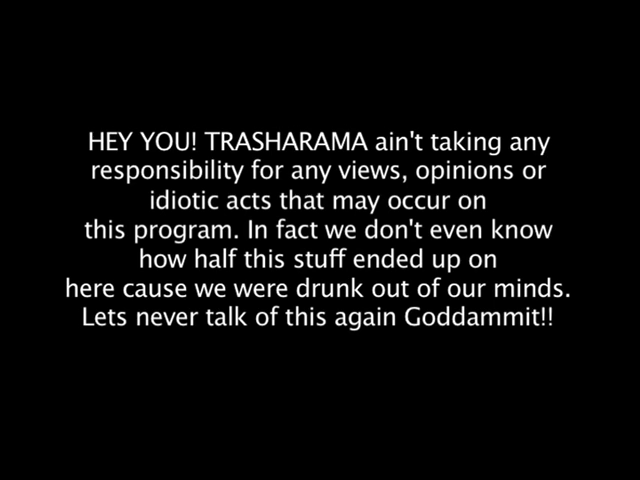 HEY YOU! TRASHARAMA ain't taking any
responsibility for any views, opinions or
idiotic acts that may occur on
this program. In fact we don't even know
how half this stuff ended up on
here cause we were drunk out of our minds.
Lets never talk of this again Goddammit!!